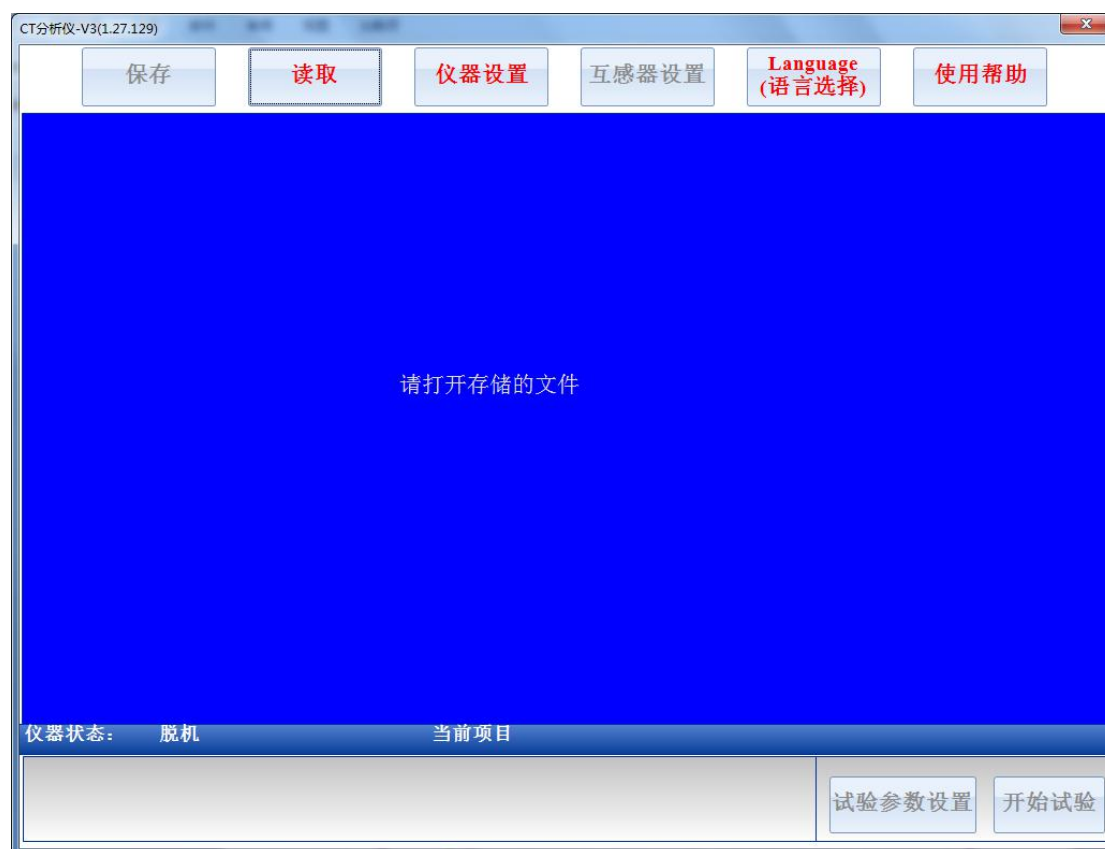 CT分析仪-V3(1.27.129)
保存
读取
仪器设置
互感器设置
Language
(语言选择)
使用帮助
请打开存储的文件
仪器状态： 脱机 当前项目
试验参数设置
开始试验